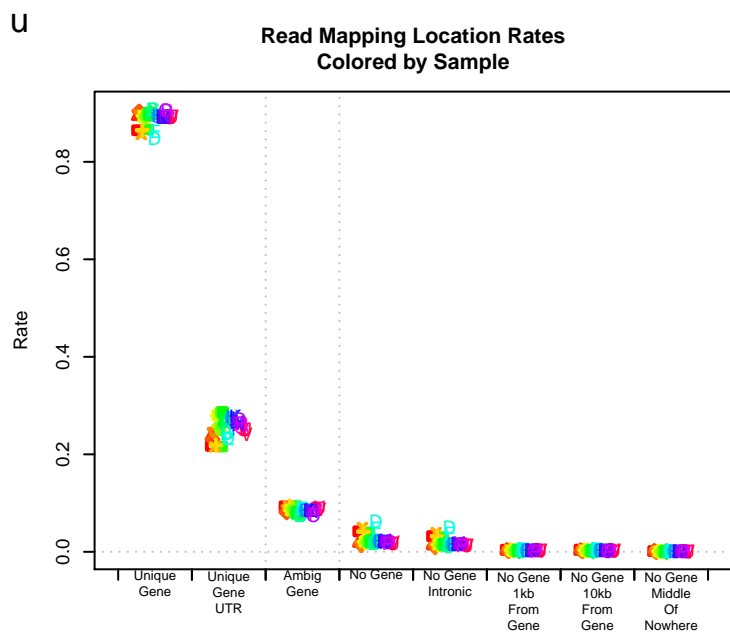 u
Read Mapping Location Rates
Colored by Sample
Rate
0.8
0.6
0.4
0.2
0.0
Unique
Gene
Unique
Gene
UTR
Ambig
Gene
No Gene
No Gene
Intronic
No Gene
1kb
From
Gene
No Gene
10kb
From
Gene
No Gene
Middle
Of
Nowhere